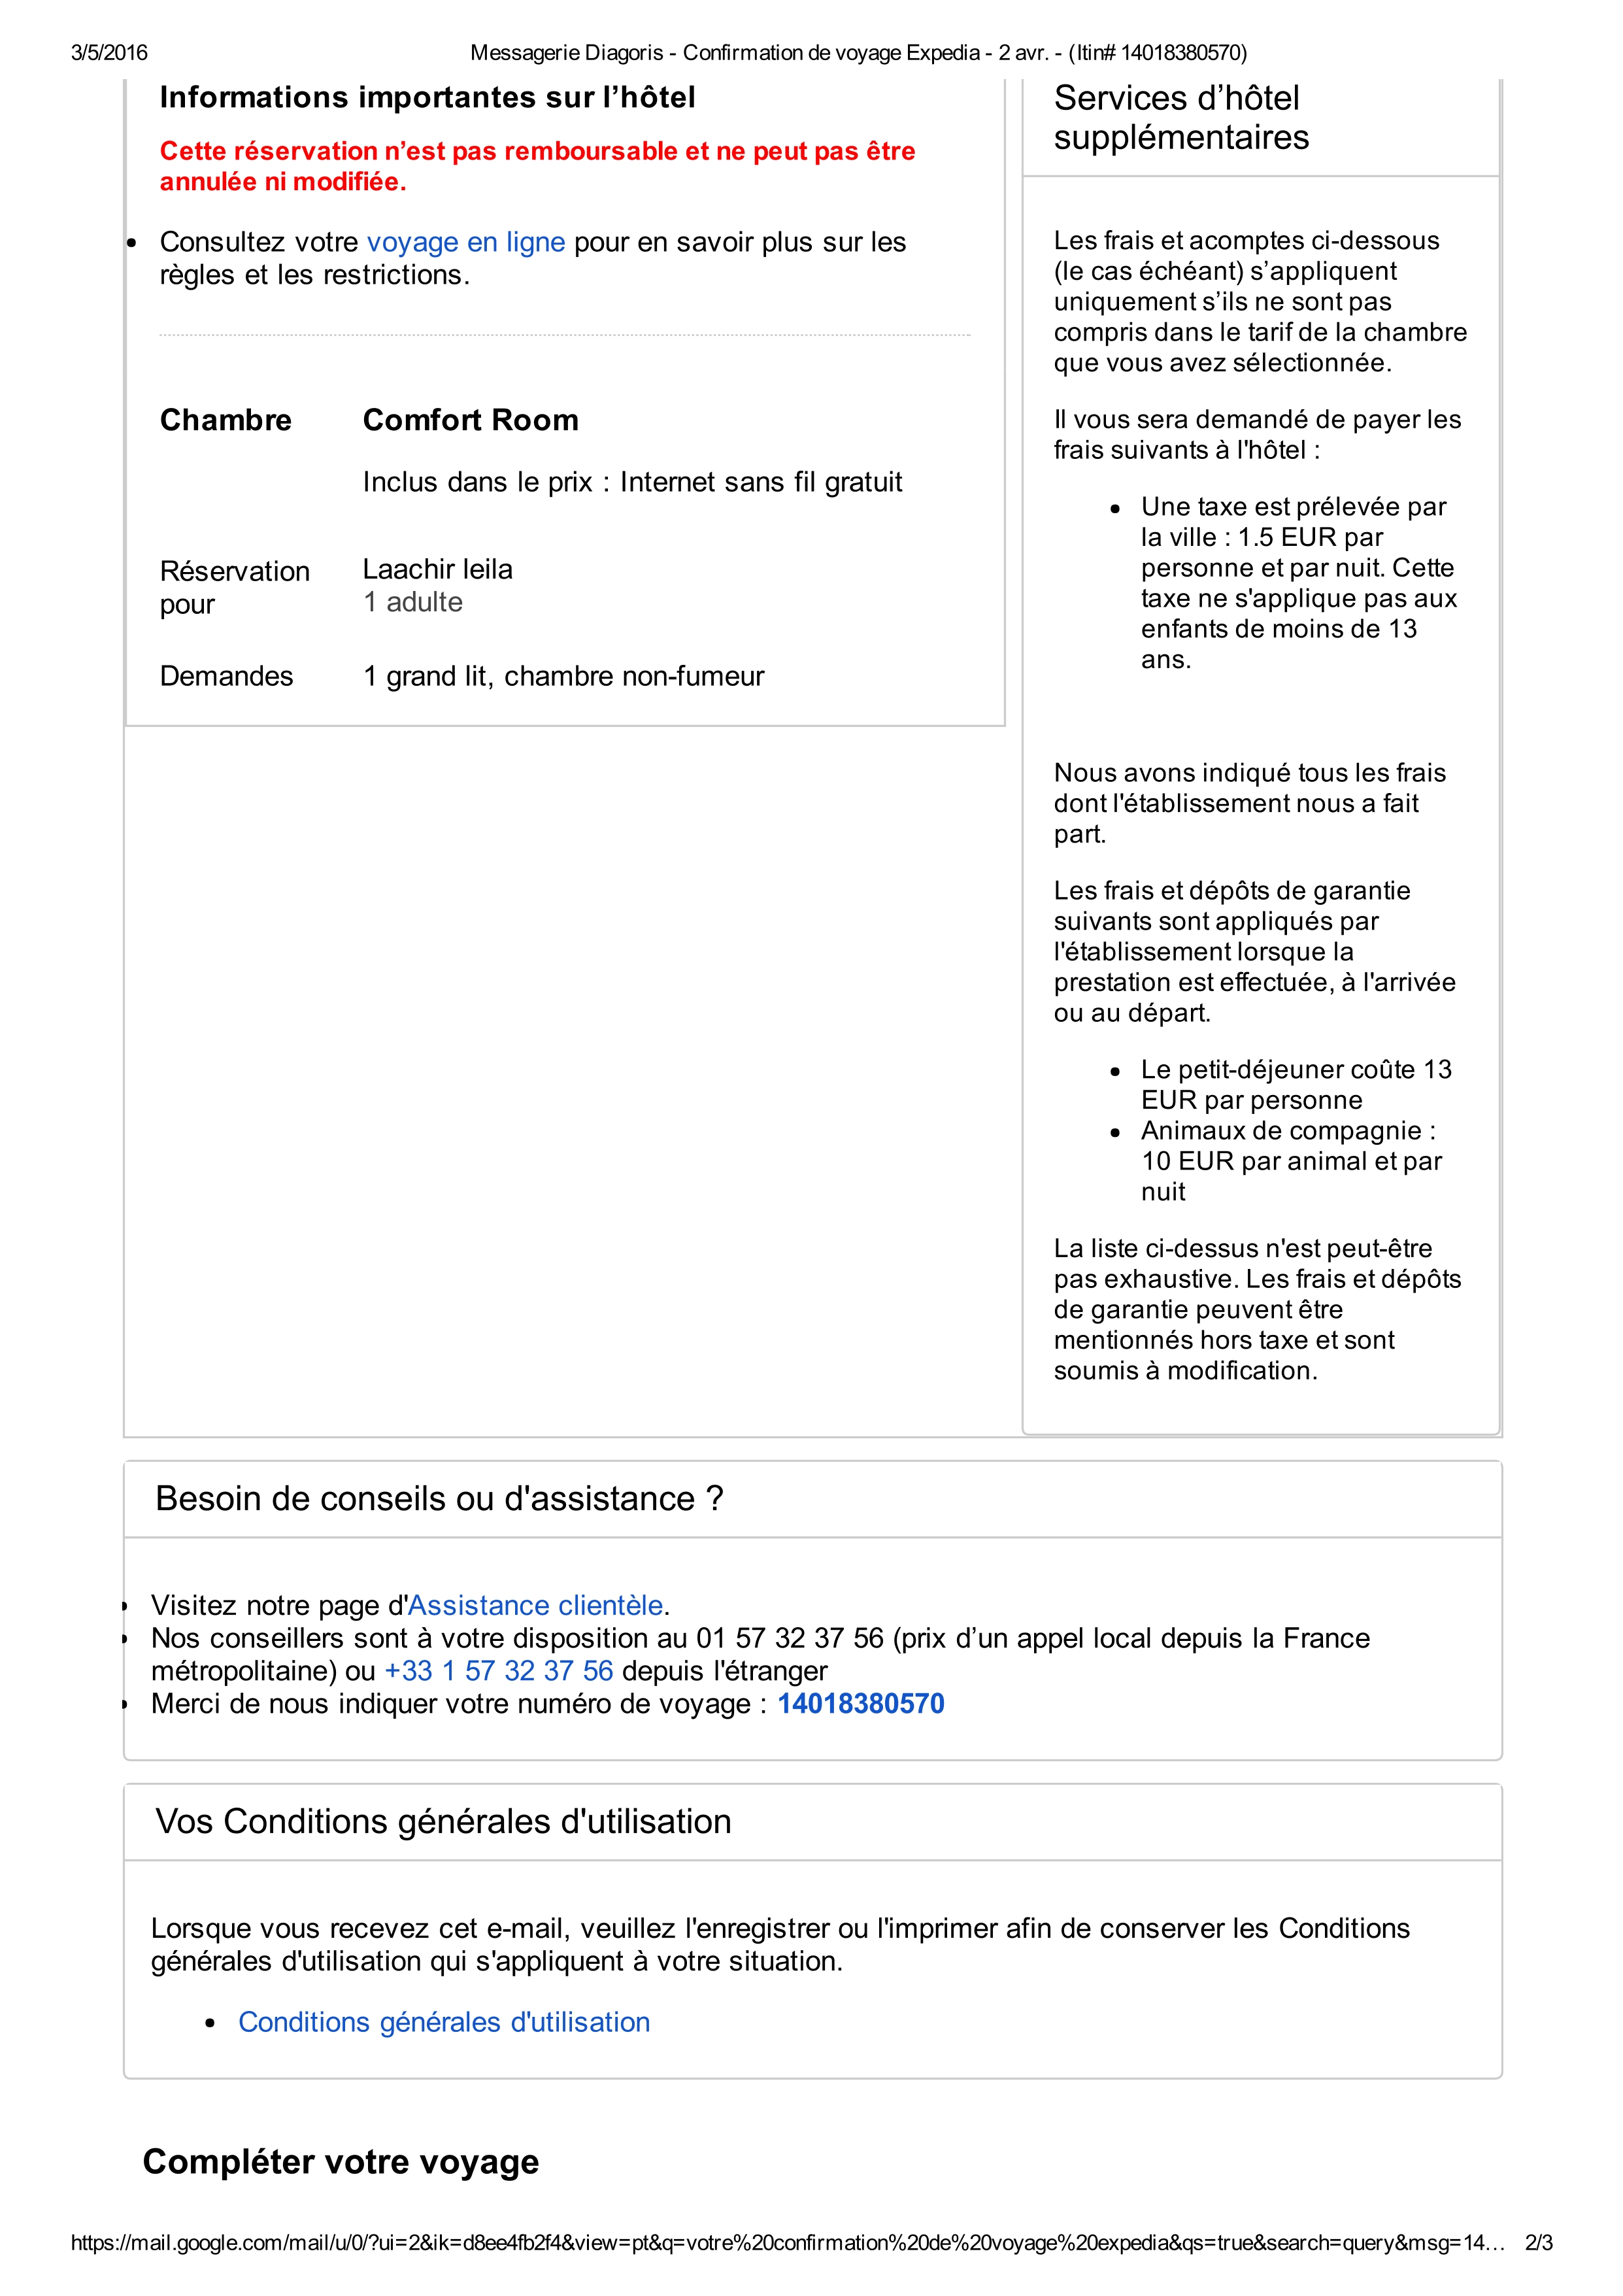 3/5/2016
Messagerie Diagoris - Confirmation de voyage Expedia - 2 avr. - (Itin# 14018380570)
Informations importantes sur l’hôtel
Cette réservation n’est pas remboursable et ne peut pas être
annulée ni modifiée.
Consultez votre voyage en ligne pour en savoir plus sur les
règles et les restrictions.
Chambre
Comfort Room
Inclus dans le prix : Internet sans fil gratuit
Réservation
pour
Laachir leila
1 adulte
Demandes
1 grand lit, chambre non-fumeur
Services d’hôtel
supplémentaires
Les frais et acomptes ci-dessous
(le cas échéant) s’appliquent
uniquement s’ils ne sont pas
compris dans le tarif de la chambre
que vous avez sélectionnée.
Il vous sera demandé de payer les
frais suivants à l'hôtel :
Une taxe est prélevée par
la ville : 1.5 EUR par
personne et par nuit. Cette
taxe ne s'applique pas aux
enfants de moins de 13
ans.
Nous avons indiqué tous les frais
dont l'établissement nous a fait
part.
Les frais et dépôts de garantie
suivants sont appliqués par
l'établissement lorsque la
prestation est effectuée, à l'arrivée
ou au départ.
Le petit-déjeuner coûte 13
EUR par personne
Animaux de compagnie :
10 EUR par animal et par
nuit
La liste ci-dessus n'est peut-être
pas exhaustive. Les frais et dépôts
de garantie peuvent être
mentionnés hors taxe et sont
soumis à modification.
Besoin de conseils ou d'assistance ?
Visitez notre page d'Assistance clientèle.
Nos conseillers sont à votre disposition au 01 57 32 37 56 (prix d’un appel local depuis la France
métropolitaine) ou +33 1 57 32 37 56 depuis l'étranger
Merci de nous indiquer votre numéro de voyage : 14018380570
Vos Conditions générales d'utilisation
Lorsque vous recevez cet e-mail, veuillez l'enregistrer ou l'imprimer afin de conserver les Conditions
générales d'utilisation qui s'appliquent à votre situation.
Conditions générales d'utilisation
Compléter votre voyage
https://mail.google.com/mail/u/0/?ui=2&ik=d8ee4fb2f4&view=pt&q=votre%20confirmation%20de%20voyage%20expedia&qs=true&search=query&msg=14… 2/3